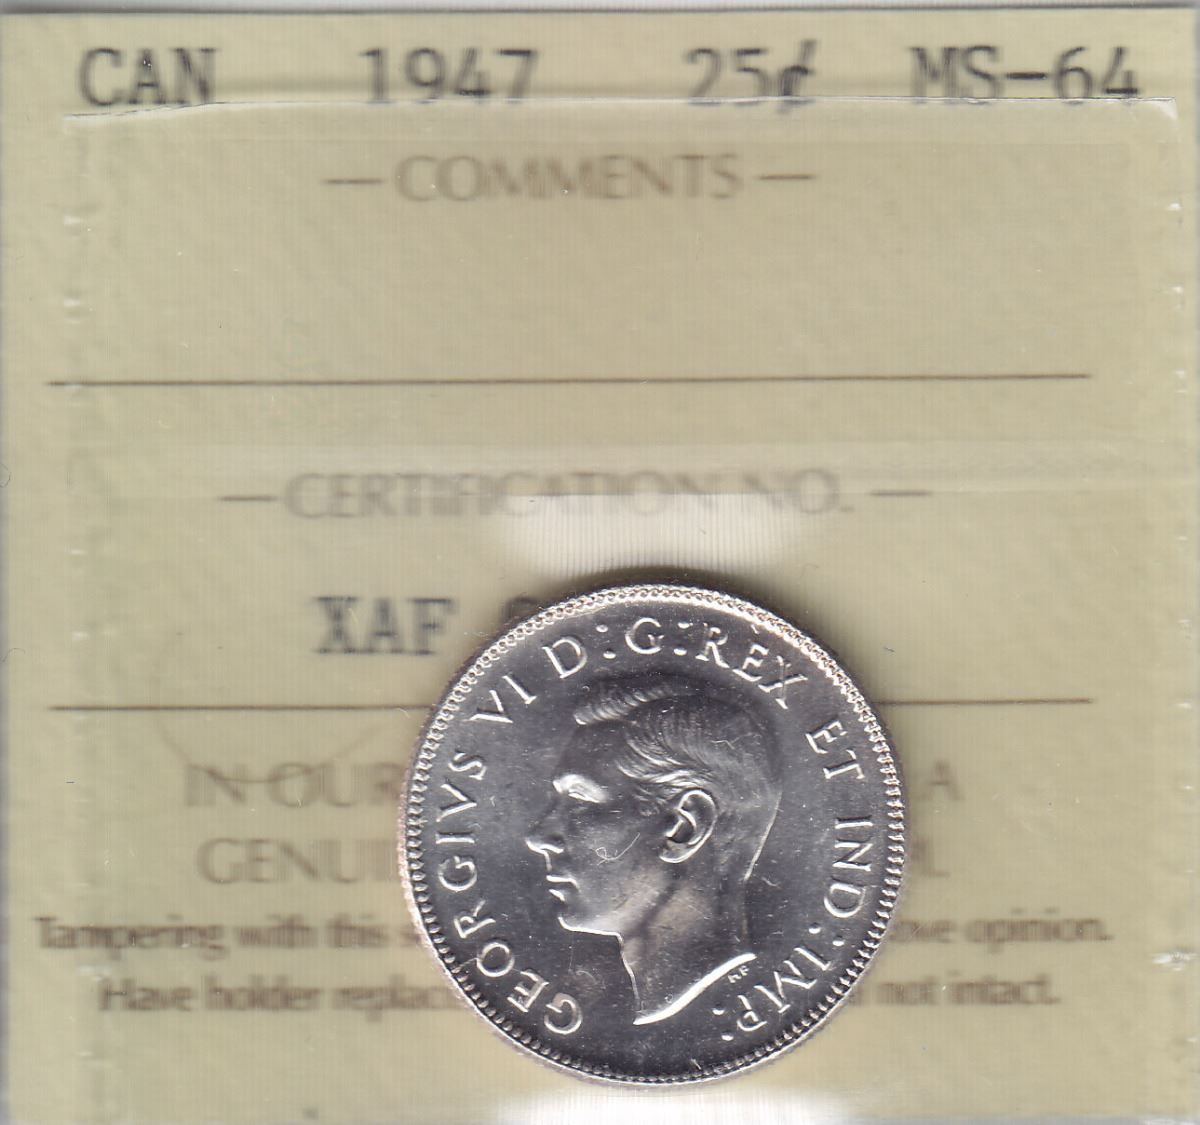 CAN 1947 25¢ MS-64
— COMMENTS —
— CERTIFICATION NO. —
XAF
GEORGIVS VI D:G:REX ET IND:IMP:
HP
IN OUR A
GENU
Tampering with this opinion.
Have holder not intact.